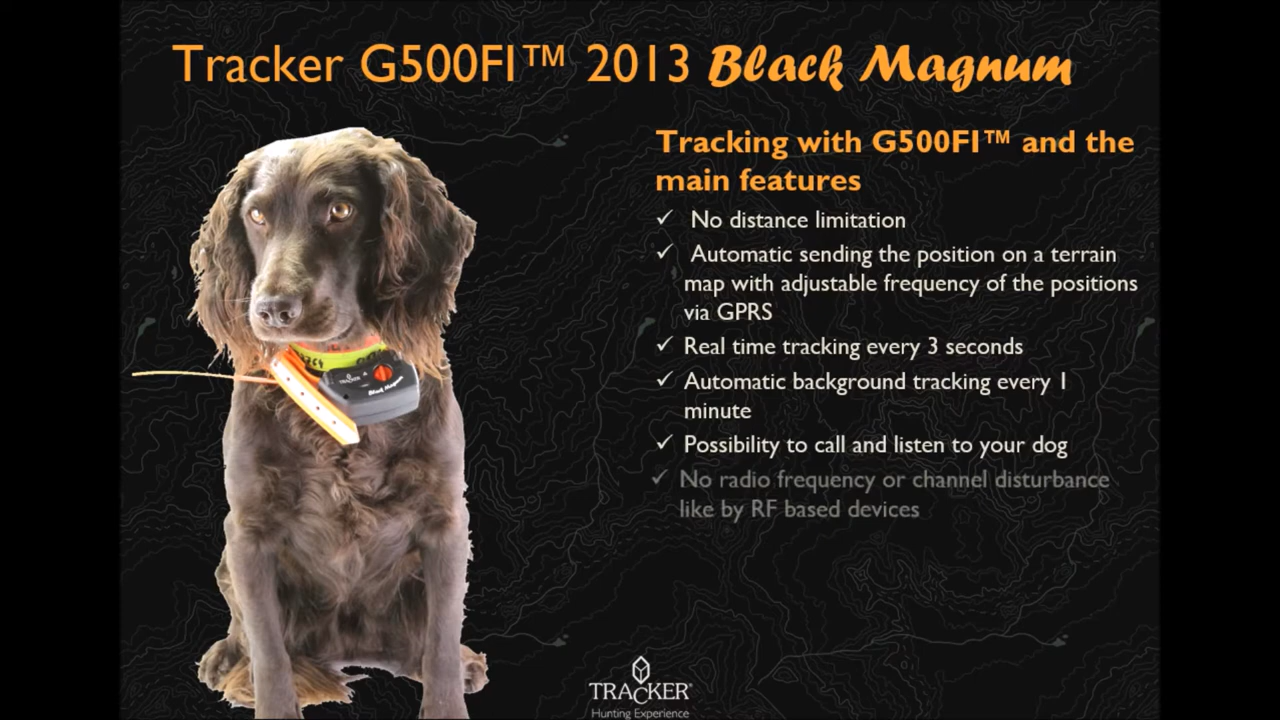 Tracker G500FI™ 2013 Black Magnum
Tracking with G500FI™ and the
main features
✓ No distance limitation
✓ Automatic sending the position on a terrain
map with adjustable frequency of the positions
via GPRS
✓ Real time tracking every 3 seconds
✓ Automatic background tracking every 1
minute
✓ Possibility to call and listen to your dog
✓ No radio frequency or channel disturbance
like by RF based devices
TRACKER
Black Magnum
TRACKER®
Hunting Experience